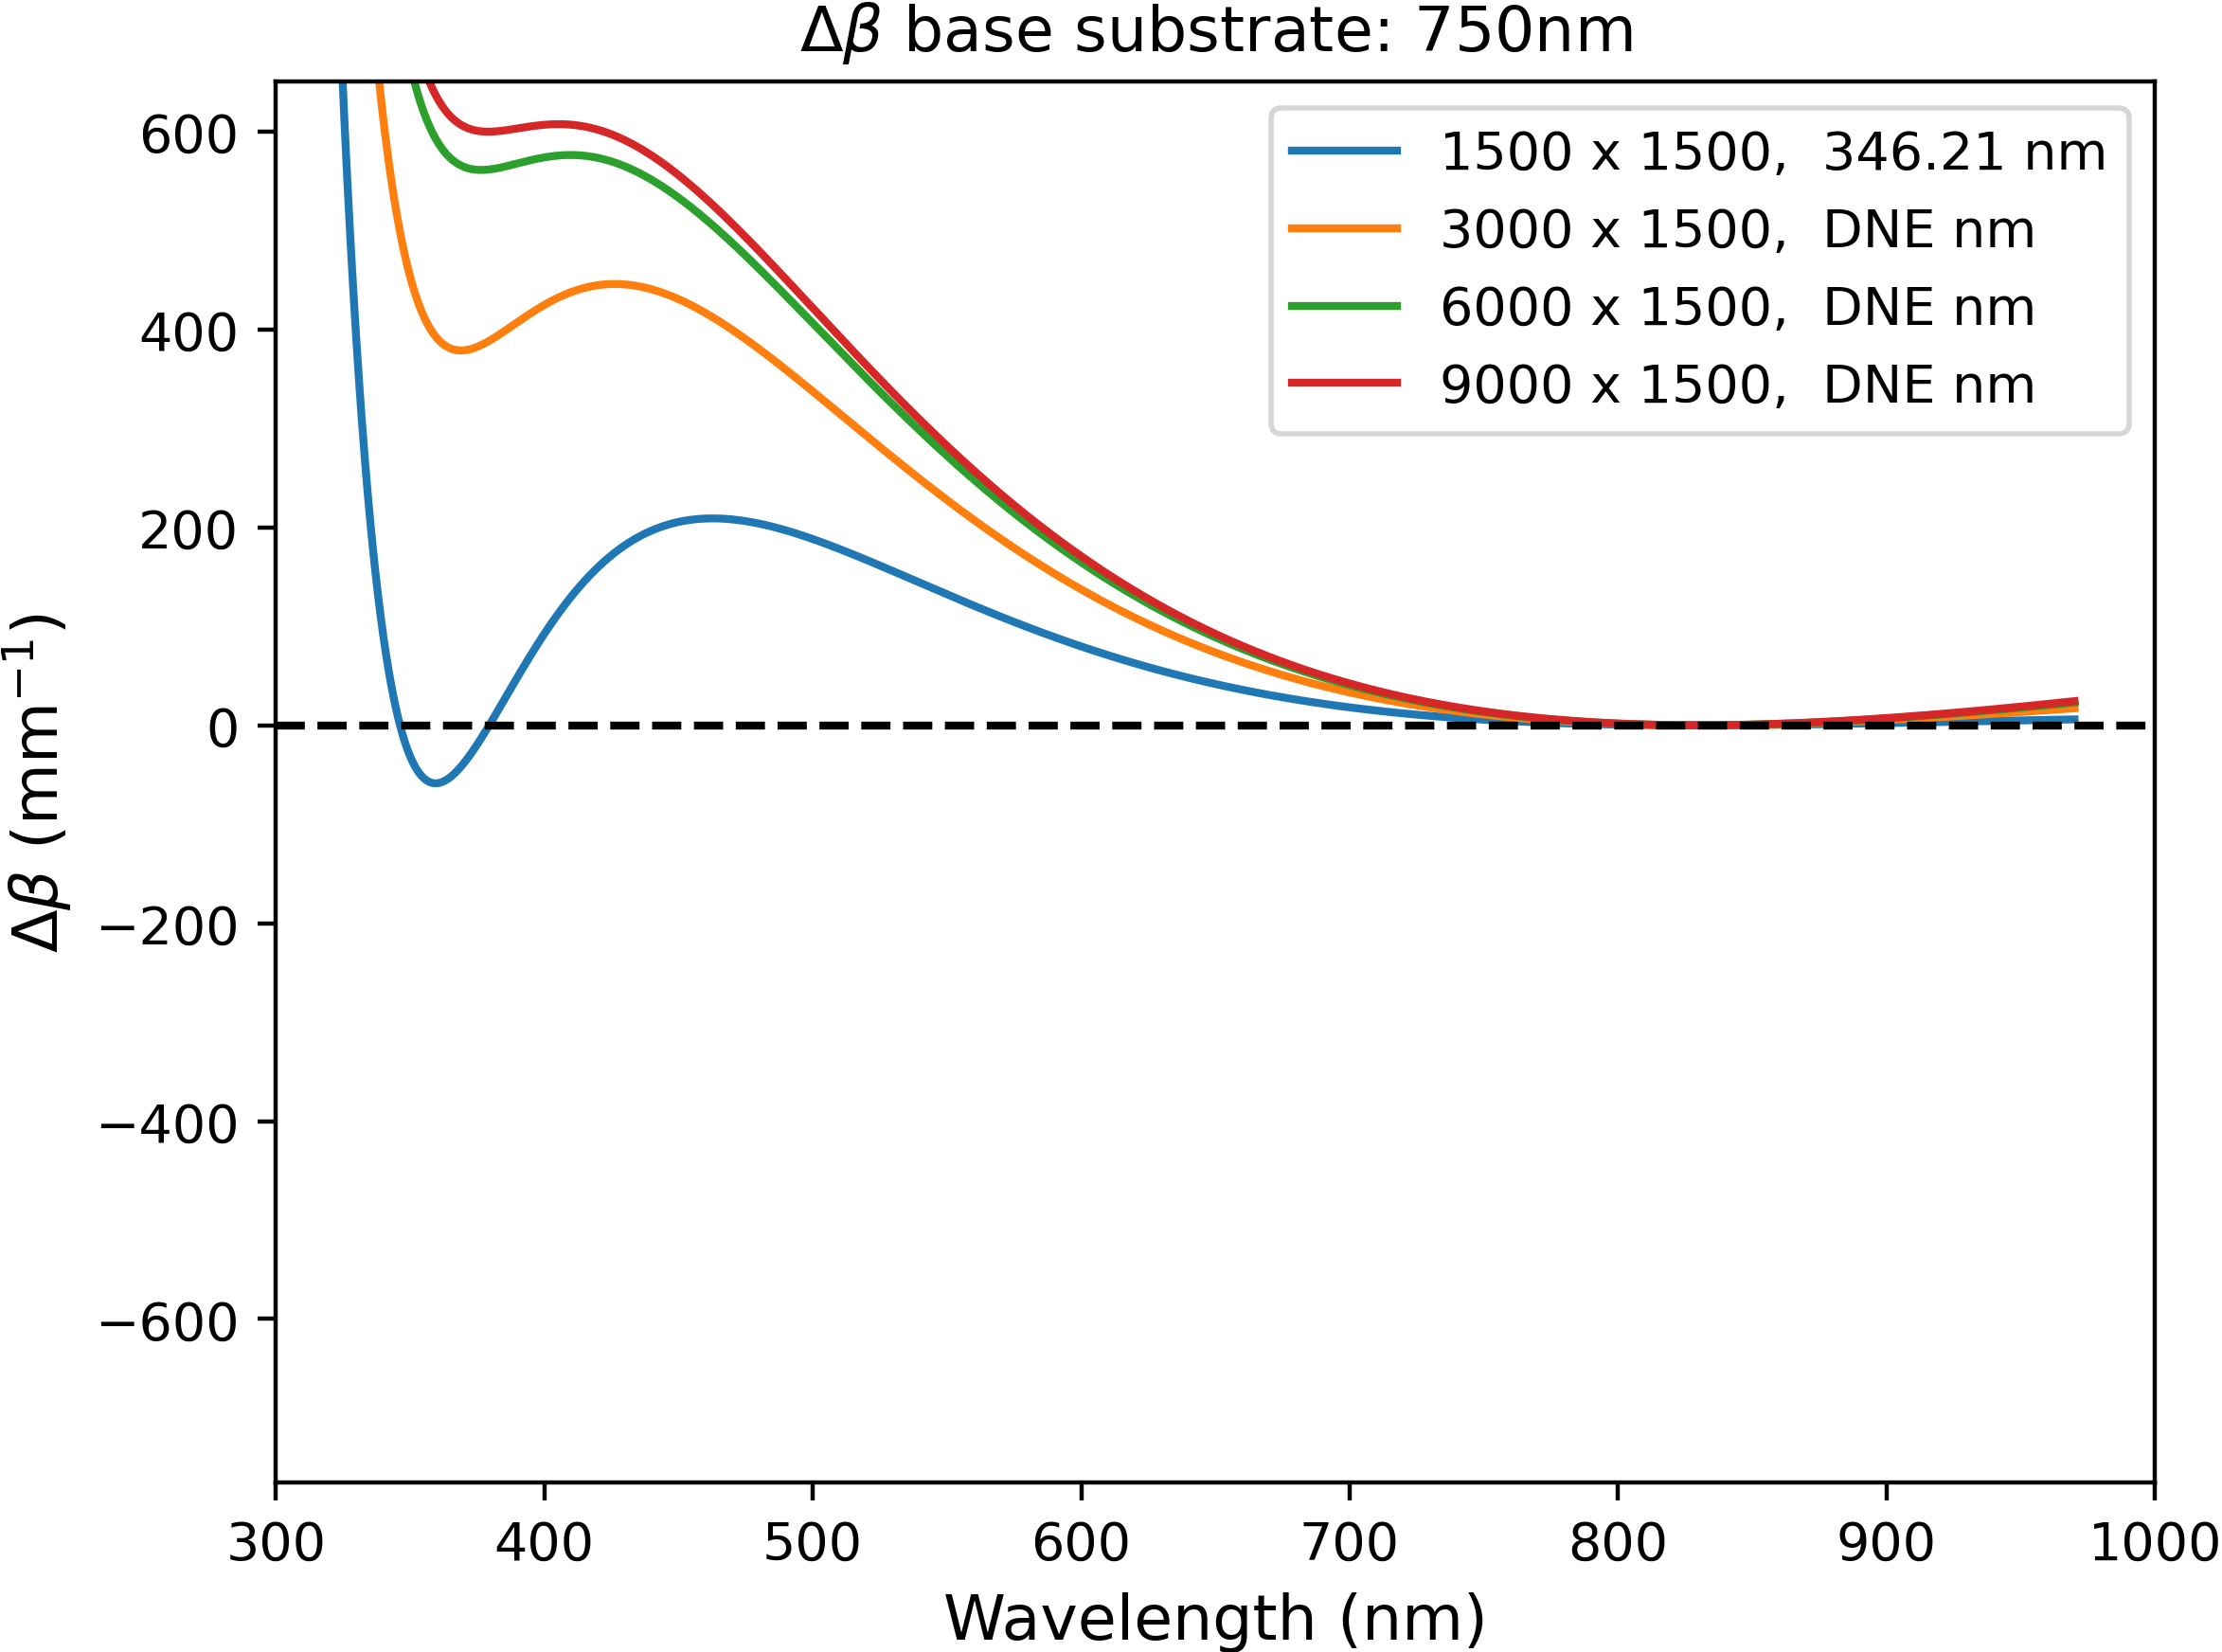 Δβ base substrate: 750nm
Δβ (mm⁻¹)
600
400
200
0
−200
−400
−600
1500 x 1500,  346.21 nm
3000 x 1500,  DNE nm
6000 x 1500,  DNE nm
9000 x 1500,  DNE nm
300 400 500 600 700 800 900 1000
Wavelength (nm)